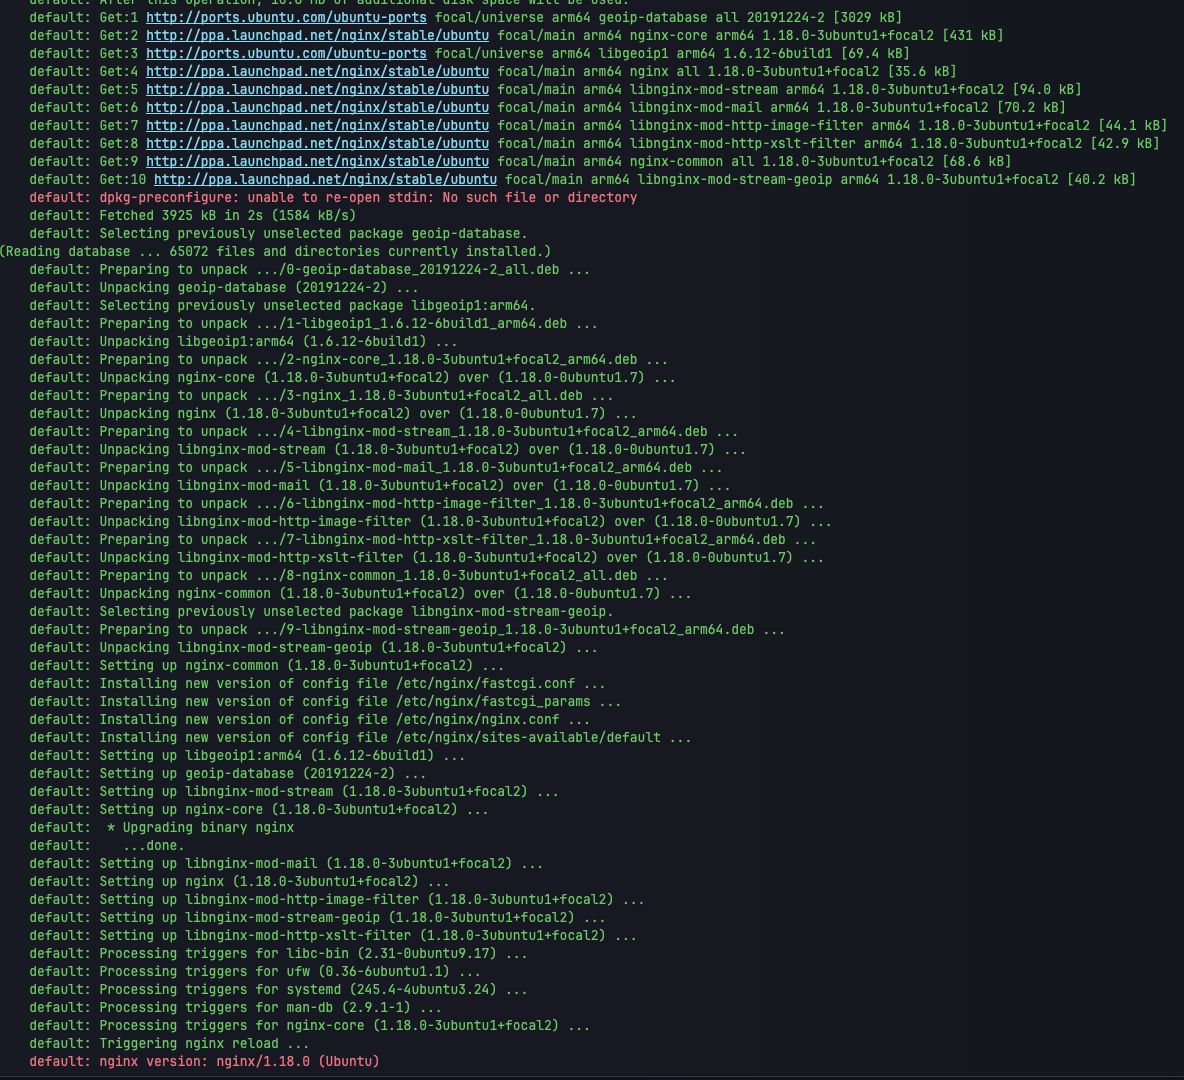 default: After this operation, 16.6 MB of additional disk space will be used.
default: Get:1 http://ports.ubuntu.com/ubuntu-ports focal/universe arm64 geoip-database all 20191224-2 [3029 kB]
default: Get:2 http://ppa.launchpad.net/nginx/stable/ubuntu focal/main arm64 nginx-core arm64 1.18.0-3ubuntu1+focal2 [431 kB]
default: Get:3 http://ports.ubuntu.com/ubuntu-ports focal/universe arm64 libgeoip1 arm64 1.6.12-6build1 [69.4 kB]
default: Get:4 http://ppa.launchpad.net/nginx/stable/ubuntu focal/main arm64 nginx all 1.18.0-3ubuntu1+focal2 [35.6 kB]
default: Get:5 http://ppa.launchpad.net/nginx/stable/ubuntu focal/main arm64 libnginx-mod-stream arm64 1.18.0-3ubuntu1+focal2 [94.0 kB]
default: Get:6 http://ppa.launchpad.net/nginx/stable/ubuntu focal/main arm64 libnginx-mod-mail arm64 1.18.0-3ubuntu1+focal2 [70.2 kB]
default: Get:7 http://ppa.launchpad.net/nginx/stable/ubuntu focal/main arm64 libnginx-mod-http-image-filter arm64 1.18.0-3ubuntu1+focal2 [44.1 kB]
default: Get:8 http://ppa.launchpad.net/nginx/stable/ubuntu focal/main arm64 libnginx-mod-http-xslt-filter arm64 1.18.0-3ubuntu1+focal2 [42.9 kB]
default: Get:9 http://ppa.launchpad.net/nginx/stable/ubuntu focal/main arm64 nginx-common all 1.18.0-3ubuntu1+focal2 [68.6 kB]
default: Get:10 http://ppa.launchpad.net/nginx/stable/ubuntu focal/main arm64 libnginx-mod-stream-geoip arm64 1.18.0-3ubuntu1+focal2 [40.2 kB]
default: dpkg-preconfigure: unable to re-open stdin: No such file or directory
default: Fetched 3925 kB in 2s (1584 kB/s)
default: Selecting previously unselected package geoip-database.
(Reading database ... 65072 files and directories currently installed.)
default: Preparing to unpack .../0-geoip-database_20191224-2_all.deb ...
default: Unpacking geoip-database (20191224-2) ...
default: Selecting previously unselected package libgeoip1:arm64.
default: Preparing to unpack .../1-libgeoip1_1.6.12-6build1_arm64.deb ...
default: Unpacking libgeoip1:arm64 (1.6.12-6build1) ...
default: Preparing to unpack .../2-nginx-core_1.18.0-3ubuntu1+focal2_arm64.deb ...
default: Unpacking nginx-core (1.18.0-3ubuntu1+focal2) over (1.18.0-0ubuntu1.7) ...
default: Preparing to unpack .../3-nginx_1.18.0-3ubuntu1+focal2_all.deb ...
default: Unpacking nginx (1.18.0-3ubuntu1+focal2) over (1.18.0-0ubuntu1.7) ...
default: Preparing to unpack .../4-libnginx-mod-stream_1.18.0-3ubuntu1+focal2_arm64.deb ...
default: Unpacking libnginx-mod-stream (1.18.0-3ubuntu1+focal2) over (1.18.0-0ubuntu1.7) ...
default: Preparing to unpack .../5-libnginx-mod-mail_1.18.0-3ubuntu1+focal2_arm64.deb ...
default: Unpacking libnginx-mod-mail (1.18.0-3ubuntu1+focal2) over (1.18.0-0ubuntu1.7) ...
default: Preparing to unpack .../6-libnginx-mod-http-image-filter_1.18.0-3ubuntu1+focal2_arm64.deb ...
default: Unpacking libnginx-mod-http-image-filter (1.18.0-3ubuntu1+focal2) over (1.18.0-0ubuntu1.7) ...
default: Preparing to unpack .../7-libnginx-mod-http-xslt-filter_1.18.0-3ubuntu1+focal2_arm64.deb ...
default: Unpacking libnginx-mod-http-xslt-filter (1.18.0-3ubuntu1+focal2) over (1.18.0-0ubuntu1.7) ...
default: Preparing to unpack .../8-nginx-common_1.18.0-3ubuntu1+focal2_all.deb ...
default: Unpacking nginx-common (1.18.0-3ubuntu1+focal2) over (1.18.0-0ubuntu1.7) ...
default: Selecting previously unselected package libnginx-mod-stream-geoip.
default: Preparing to unpack .../9-libnginx-mod-stream-geoip_1.18.0-3ubuntu1+focal2_arm64.deb ...
default: Unpacking libnginx-mod-stream-geoip (1.18.0-3ubuntu1+focal2) ...
default: Setting up nginx-common (1.18.0-3ubuntu1+focal2) ...
default: Installing new version of config file /etc/nginx/fastcgi.conf ...
default: Installing new version of config file /etc/nginx/fastcgi_params ...
default: Installing new version of config file /etc/nginx/nginx.conf ...
default: Installing new version of config file /etc/nginx/sites-available/default ...
default: Setting up libgeoip1:arm64 (1.6.12-6build1) ...
default: Setting up geoip-database (20191224-2) ...
default: Setting up libnginx-mod-stream (1.18.0-3ubuntu1+focal2) ...
default: Setting up nginx-core (1.18.0-3ubuntu1+focal2) ...
default: * Upgrading binary nginx
default: ...done.
default: Setting up libnginx-mod-mail (1.18.0-3ubuntu1+focal2) ...
default: Setting up nginx (1.18.0-3ubuntu1+focal2) ...
default: Setting up libnginx-mod-http-image-filter (1.18.0-3ubuntu1+focal2) ...
default: Setting up libnginx-mod-stream-geoip (1.18.0-3ubuntu1+focal2) ...
default: Setting up libnginx-mod-http-xslt-filter (1.18.0-3ubuntu1+focal2) ...
default: Processing triggers for libc-bin (2.31-0ubuntu9.17) ...
default: Processing triggers for ufw (0.36-6ubuntu1.1) ...
default: Processing triggers for systemd (245.4-4ubuntu3.24) ...
default: Processing triggers for man-db (2.9.1-1) ...
default: Processing triggers for nginx-core (1.18.0-3ubuntu1+focal2) ...
default: Triggering nginx reload ...
default: nginx version: nginx/1.18.0 (Ubuntu)